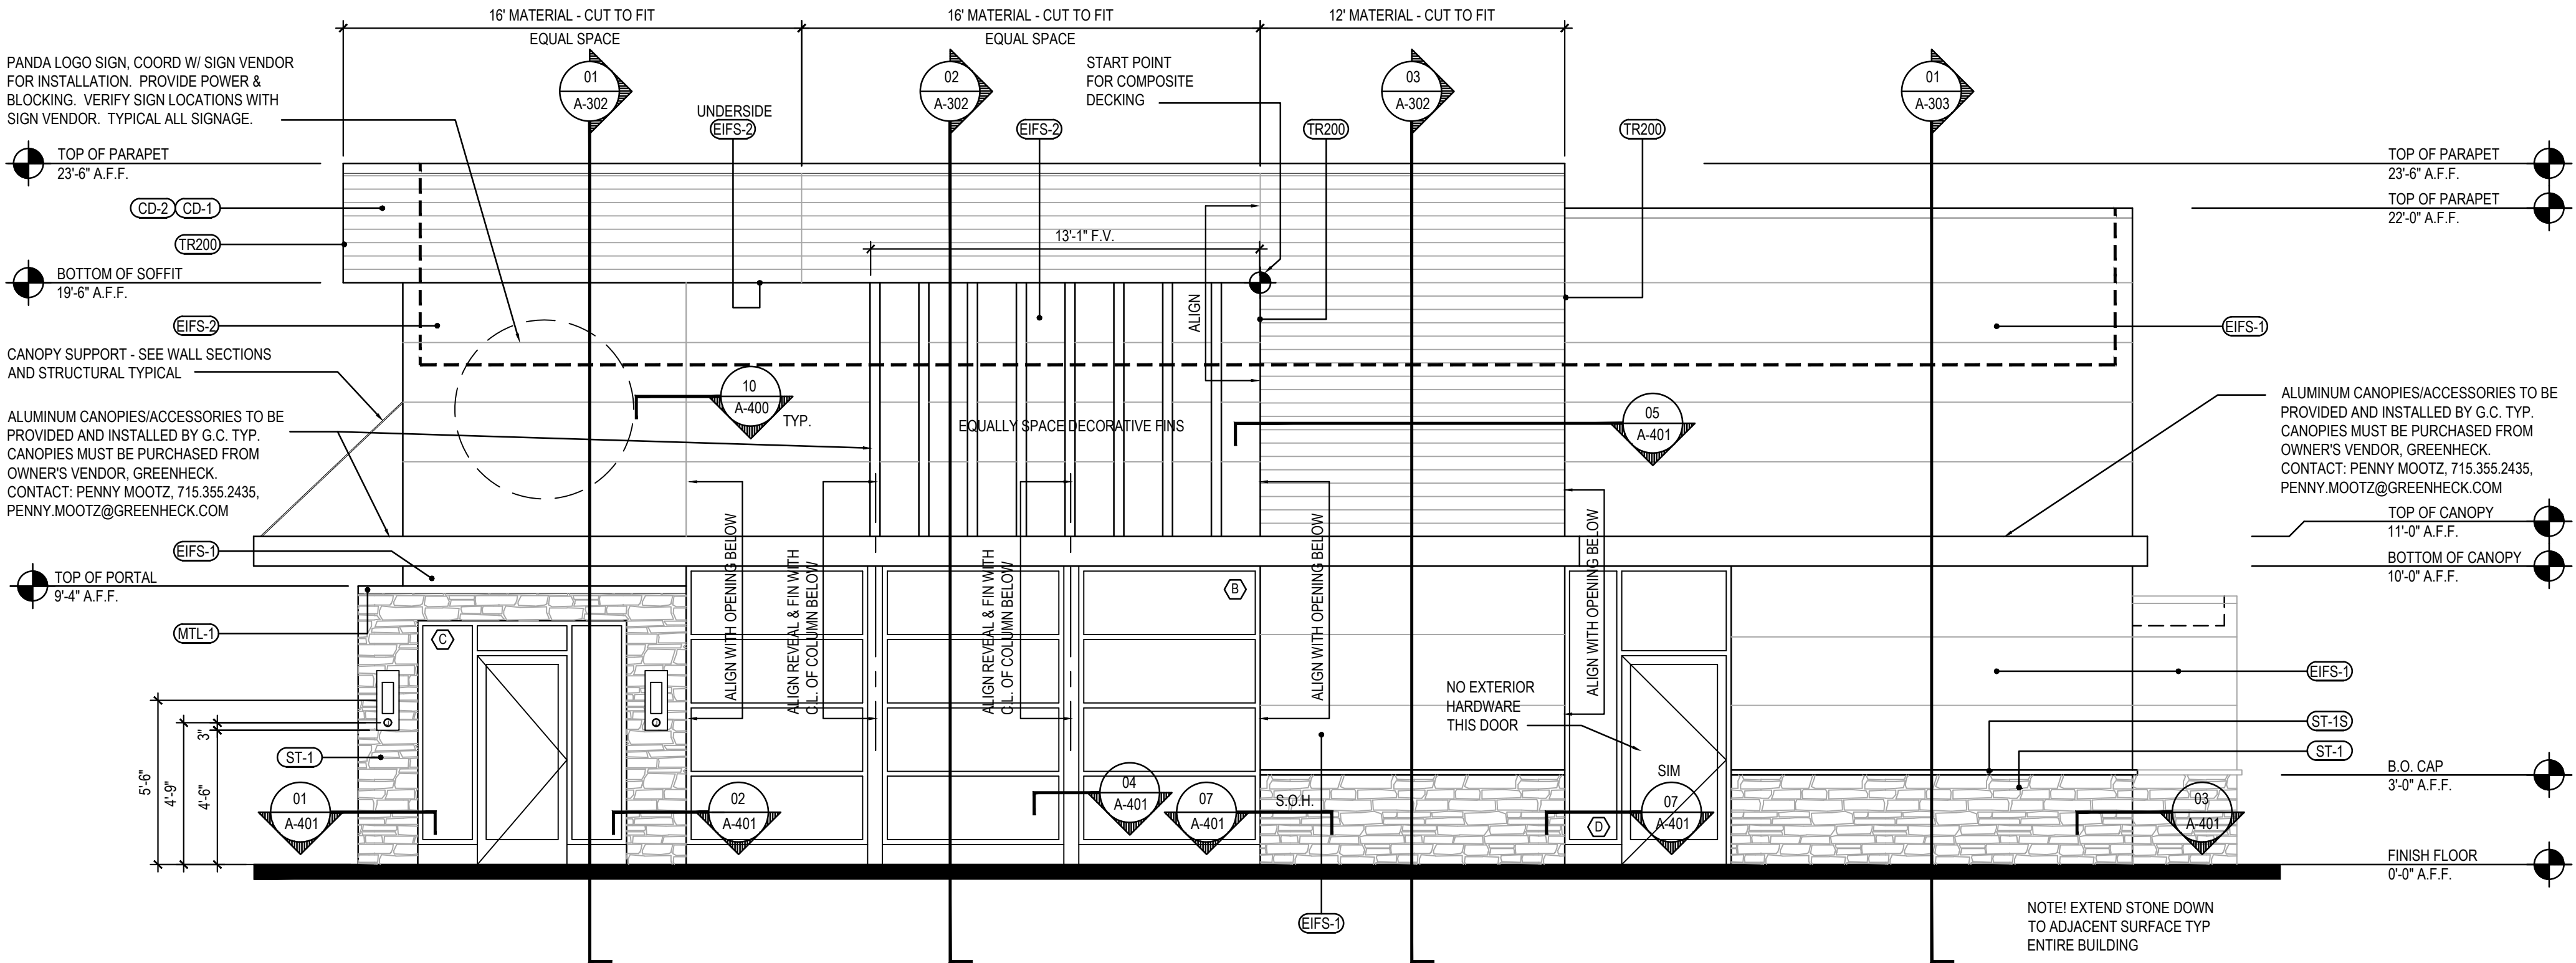 16' MATERIAL - CUT TO FIT
EQUAL SPACE
16' MATERIAL - CUT TO FIT
EQUAL SPACE
12' MATERIAL - CUT TO FIT
PANDA LOGO SIGN, COORD W/ SIGN VENDOR
FOR INSTALLATION. PROVIDE POWER &
BLOCKING. VERIFY SIGN LOCATIONS WITH
SIGN VENDOR. TYPICAL ALL SIGNAGE.
01
A-302
UNDERSIDE
EIFS-2
02
A-302
EIFS-2
START POINT
FOR COMPOSITE
DECKING
TR200
03
A-302
TR200
01
A-303
TOP OF PARAPET
23'-6" A.F.F.
TOP OF PARAPET
23'-6" A.F.F.
CD-2
CD-1
TOP OF PARAPET
22'-0" A.F.F.
TR200
13'-1" F.V.
BOTTOM OF SOFFIT
19'-6" A.F.F.
ALIGN
EIFS-2
EIFS-1
CANOPY SUPPORT - SEE WALL SECTIONS
AND STRUCTURAL TYPICAL
10
A-400
TYP.
EQUALLY SPACE DECORATIVE FINS
05
A-401
ALUMINUM CANOPIES/ACCESSORIES TO BE
PROVIDED AND INSTALLED BY G.C. TYP.
CANOPIES MUST BE PURCHASED FROM
OWNER'S VENDOR, GREENHECK.
CONTACT: PENNY MOOTZ, 715.355.2435,
PENNY.MOOTZ@GREENHECK.COM
ALUMINUM CANOPIES/ACCESSORIES TO BE
PROVIDED AND INSTALLED BY G.C. TYP.
CANOPIES MUST BE PURCHASED FROM
OWNER'S VENDOR, GREENHECK.
CONTACT: PENNY MOOTZ, 715.355.2435,
PENNY.MOOTZ@GREENHECK.COM
TOP OF CANOPY
11'-0" A.F.F.
EIFS-1
BOTTOM OF CANOPY
10'-0" A.F.F.
TOP OF PORTAL
9'-4" A.F.F.
ALIGN WITH OPENING BELOW
ALIGN REVEAL & FIN WITH
C.L. OF COLUMN BELOW
ALIGN REVEAL & FIN WITH
C.L. OF COLUMN BELOW
ALIGN WITH OPENING BELOW
ALIGN WITH OPENING BELOW
B
MTL-1
C
NO EXTERIOR
HARDWARE
THIS DOOR
EIFS-1
ST-1S
ST-1
5'-6"
4'-9"
4'-6"
3"
ST-1
SIM
B.O. CAP
3'-0" A.F.F.
01
A-401
02
A-401
04
A-401
07
A-401
S.O.H.
D
07
A-401
03
A-401
FINISH FLOOR
0'-0" A.F.F.
EIFS-1
NOTE! EXTEND STONE DOWN
TO ADJACENT SURFACE TYP
ENTIRE BUILDING